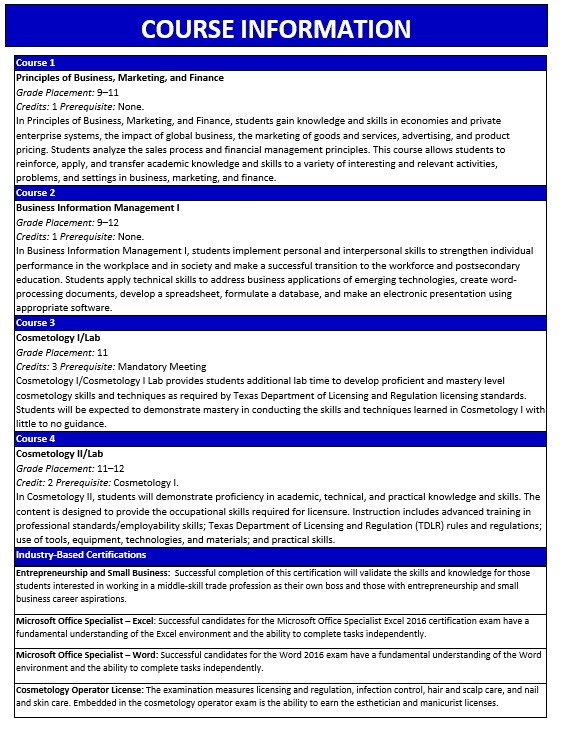 COURSE INFORMATION
Course 1
Principles of Business, Marketing, and Finance
Grade Placement: 9–11
Credits: 1 Prerequisite: None.
In Principles of Business, Marketing, and Finance, students gain knowledge and skills in economies and private
enterprise systems, the impact of global business, the marketing of goods and services, advertising, and product
pricing. Students analyze the sales process and financial management principles. This course allows students to
reinforce, apply, and transfer academic knowledge and skills to a variety of interesting and relevant activities,
problems, and settings in business, marketing, and finance.
Course 2
Business Information Management I
Grade Placement: 9–12
Credits: 1 Prerequisite: None.
In Business Information Management I, students implement personal and interpersonal skills to strengthen individual
performance in the workplace and in society and make a successful transition to the workforce and postsecondary
education. Students apply technical skills to address business applications of emerging technologies, create word-
processing documents, develop a spreadsheet, formulate a database, and make an electronic presentation using
appropriate software.
Course 3
Cosmetology I/Lab
Grade Placement: 11
Credits: 3 Prerequisite: Mandatory Meeting
Cosmetology I/Cosmetology I Lab provides students additional lab time to develop proficient and mastery level
cosmetology skills and techniques as required by Texas Department of Licensing and Regulation licensing standards.
Students will be expected to demonstrate mastery in conducting the skills and techniques learned in Cosmetology I with
little to no guidance.
Course 4
Cosmetology II/Lab
Grade Placement: 11–12
Credit: 2 Prerequisite: Cosmetology I.
In Cosmetology II, students will demonstrate proficiency in academic, technical, and practical knowledge and skills. The
content is designed to provide the occupational skills required for licensure. Instruction includes advanced training in
professional standards/employability skills; Texas Department of Licensing and Regulation (TDLR) rules and regulations;
use of tools, equipment, technologies, and materials; and practical skills.
Industry-Based Certifications
Entrepreneurship and Small Business: Successful completion of this certification will validate the skills and knowledge for those
students interested in working in a middle-skill trade profession as their own boss and those with entrepreneurship and small
business career aspirations.
Microsoft Office Specialist – Excel: Successful candidates for the Microsoft Office Specialist Excel 2016 certification exam have a
fundamental understanding of the Excel environment and the ability to complete tasks independently.
Microsoft Office Specialist – Word: Successful candidates for the Word 2016 exam have a fundamental understanding of the Word
environment and the ability to complete tasks independently.
Cosmetology Operator License: The examination measures licensing and regulation, infection control, hair and scalp care, and nail
and skin care. Embedded in the cosmetology operator exam is the ability to earn the esthetician and manicurist licenses.